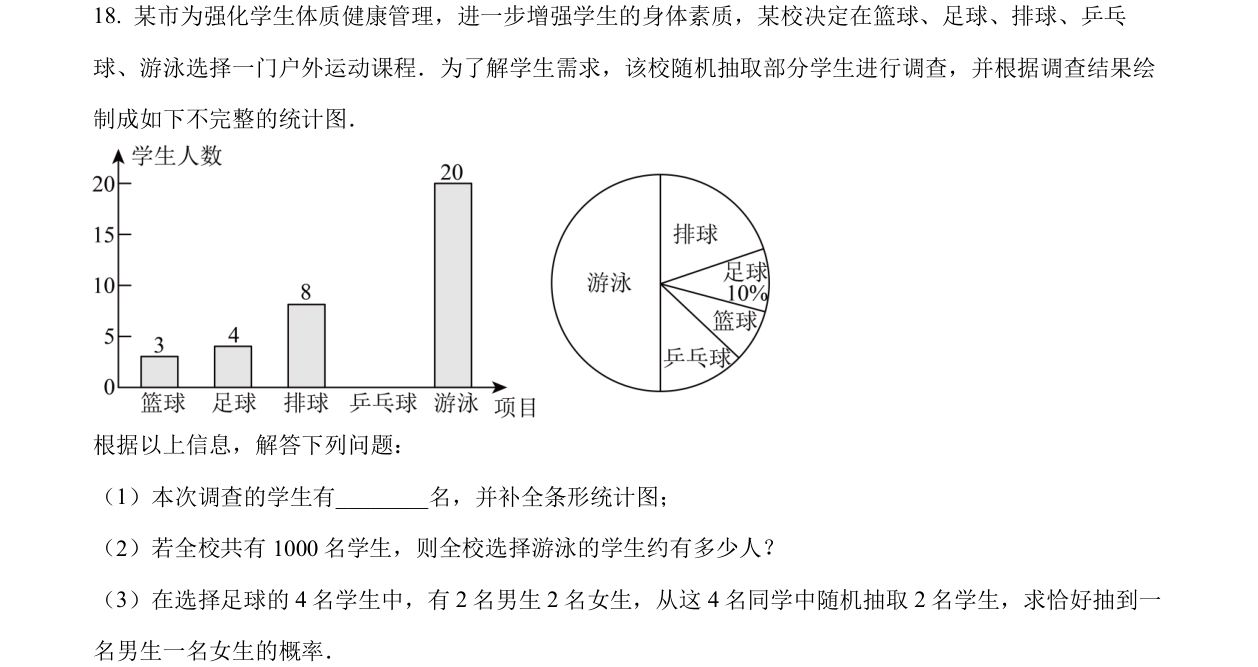 18. 某市为强化学生体质健康管理，进一步增强学生的身体素质，某校决定在篮球、足球、排球、乒乓
球、游泳选择一门户外运动课程．为了解学生需求，该校随机抽取部分学生进行调查，并根据调查结果绘
制成如下不完整的统计图．
学生人数
20
15
10
5
0
3
4
8
20
篮球 足球 排球 乒乓球 游泳 项目
排球
足球
10%
篮球
乒乓球
游泳
根据以上信息，解答下列问题：
（1）本次调查的学生有________名，并补全条形统计图；
（2）若全校共有 1000 名学生，则全校选择游泳的学生约有多少人？
（3）在选择足球的 4 名学生中，有 2 名男生 2 名女生，从这 4 名同学中随机抽取 2 名学生，求恰好抽到一
名男生一名女生的概率．